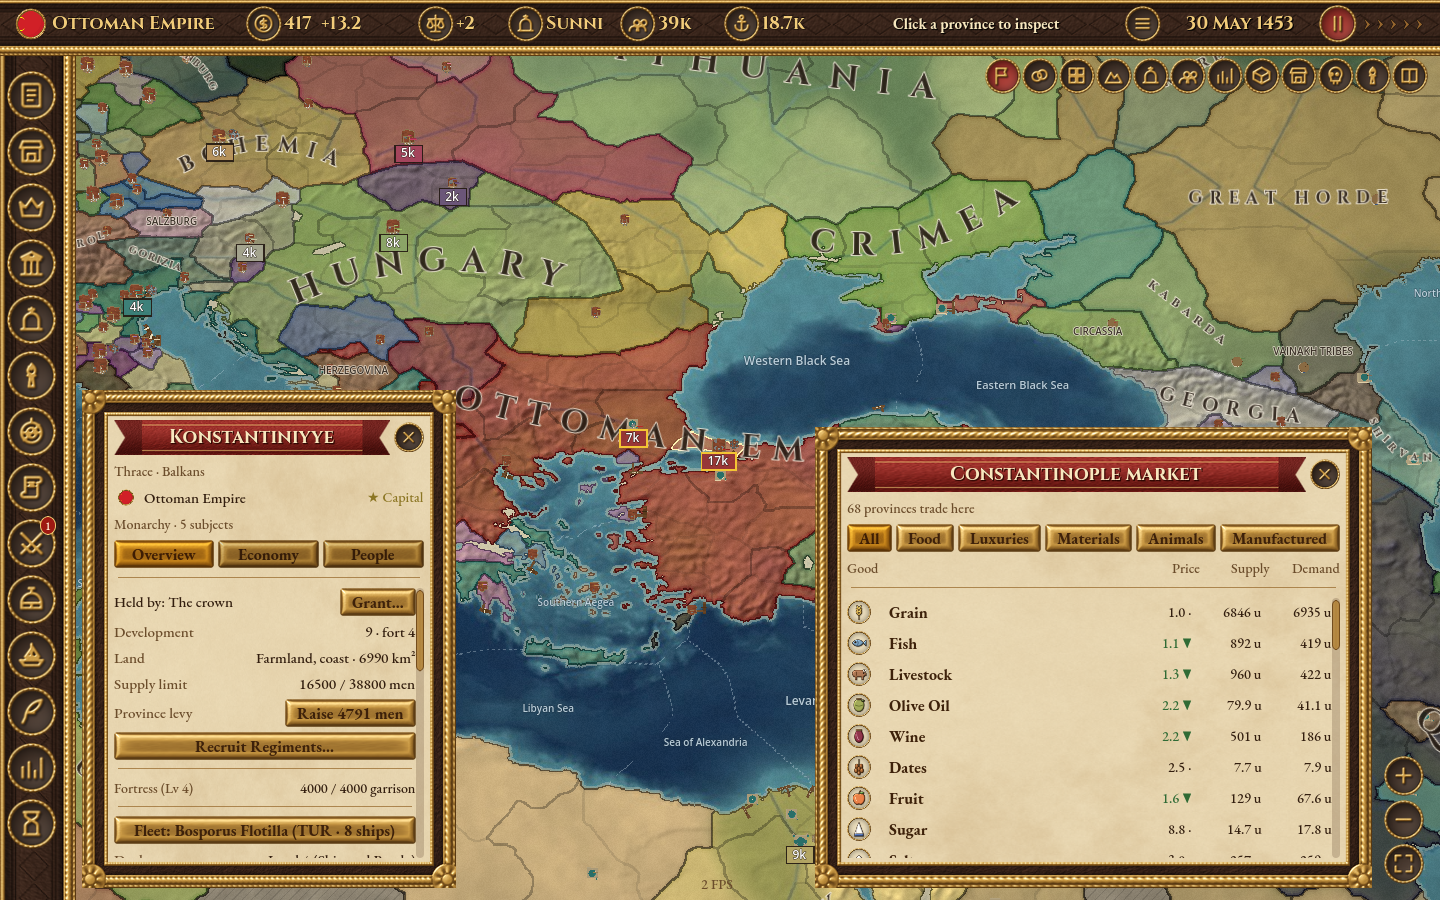 Ottoman Empire 417 +13.2 +2 Sunni 39k 18.7k Click a province to inspect 30 May 1453
LITHUANIA
BOHEMIA
6k
5k
2k
GREAT HORDE
SALZBURG
CRIMEA
GORIZIA
8k
4k
HUNGARY
4k
KABARDA
CIRCASSIA
VAINAKH TRIBES
HERZEGOVINA
Western Black Sea
Eastern Black Sea
GEORGIA
SHIRVAN
OTTOMAN EM
7k
17k
Konstantiniyye
Thrace · Balkans
Ottoman Empire ★ Capital
Monarchy · 5 subjects
Overview Economy People
Held by: The crown Grant...
Development 9 · fort 4
Land Farmland, coast · 6990 km²
Supply limit 16500 / 38800 men
Province levy Raise 4791 men
Recruit Regiments...
Fortress (Lv 4) 4000 / 4000 garrison
Fleet: Bosporus Flotilla (TUR · 8 ships)
Southern Aegea
Libyan Sea
Sea of Alexandria
9k
2 FPS
1
Constantinople market
68 provinces trade here
All Food Luxuries Materials Animals Manufactured
Good Price Supply Demand
Grain 1.0 · 6846 u 6935 u
Fish 1.1 ▼ 892 u 419 u
Livestock 1.3 ▼ 960 u 422 u
Olive Oil 2.2 ▼ 79.9 u 41.1 u
Wine 2.2 ▼ 501 u 186 u
Dates 2.5 · 7.7 u 7.9 u
Fruit 1.6 ▼ 129 u 67.6 u
Sugar 8.8 · 14.7 u 17.8 u